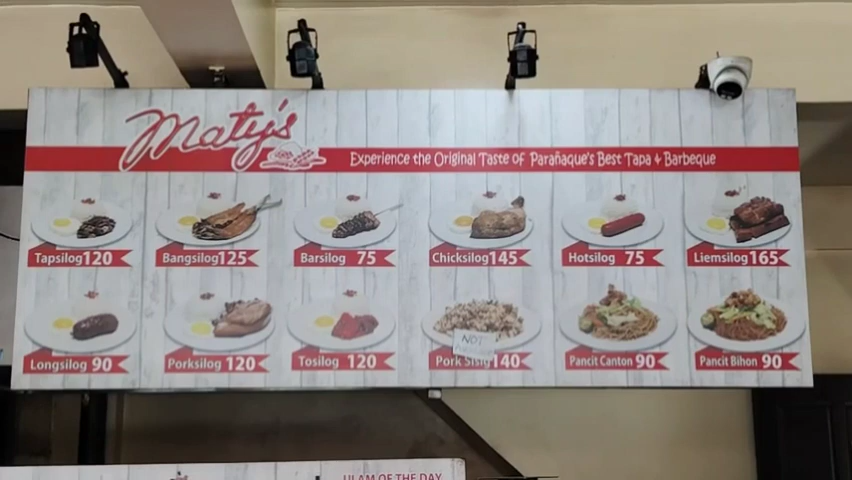 Maty's
Experience the Original Taste of Parañaque's Best Tapa & Barbeque
Tapsilog 120
Bangsilog 125
Barsilog 75
Chicksilog 145
Hotsilog 75
Liemsilog 165
NOT
Longsilog 90
Porksilog 120
Tosilog 120
Pork Sisig 140
Pancit Canton 90
Pancit Bihon 90
ULAM OF THE DAY